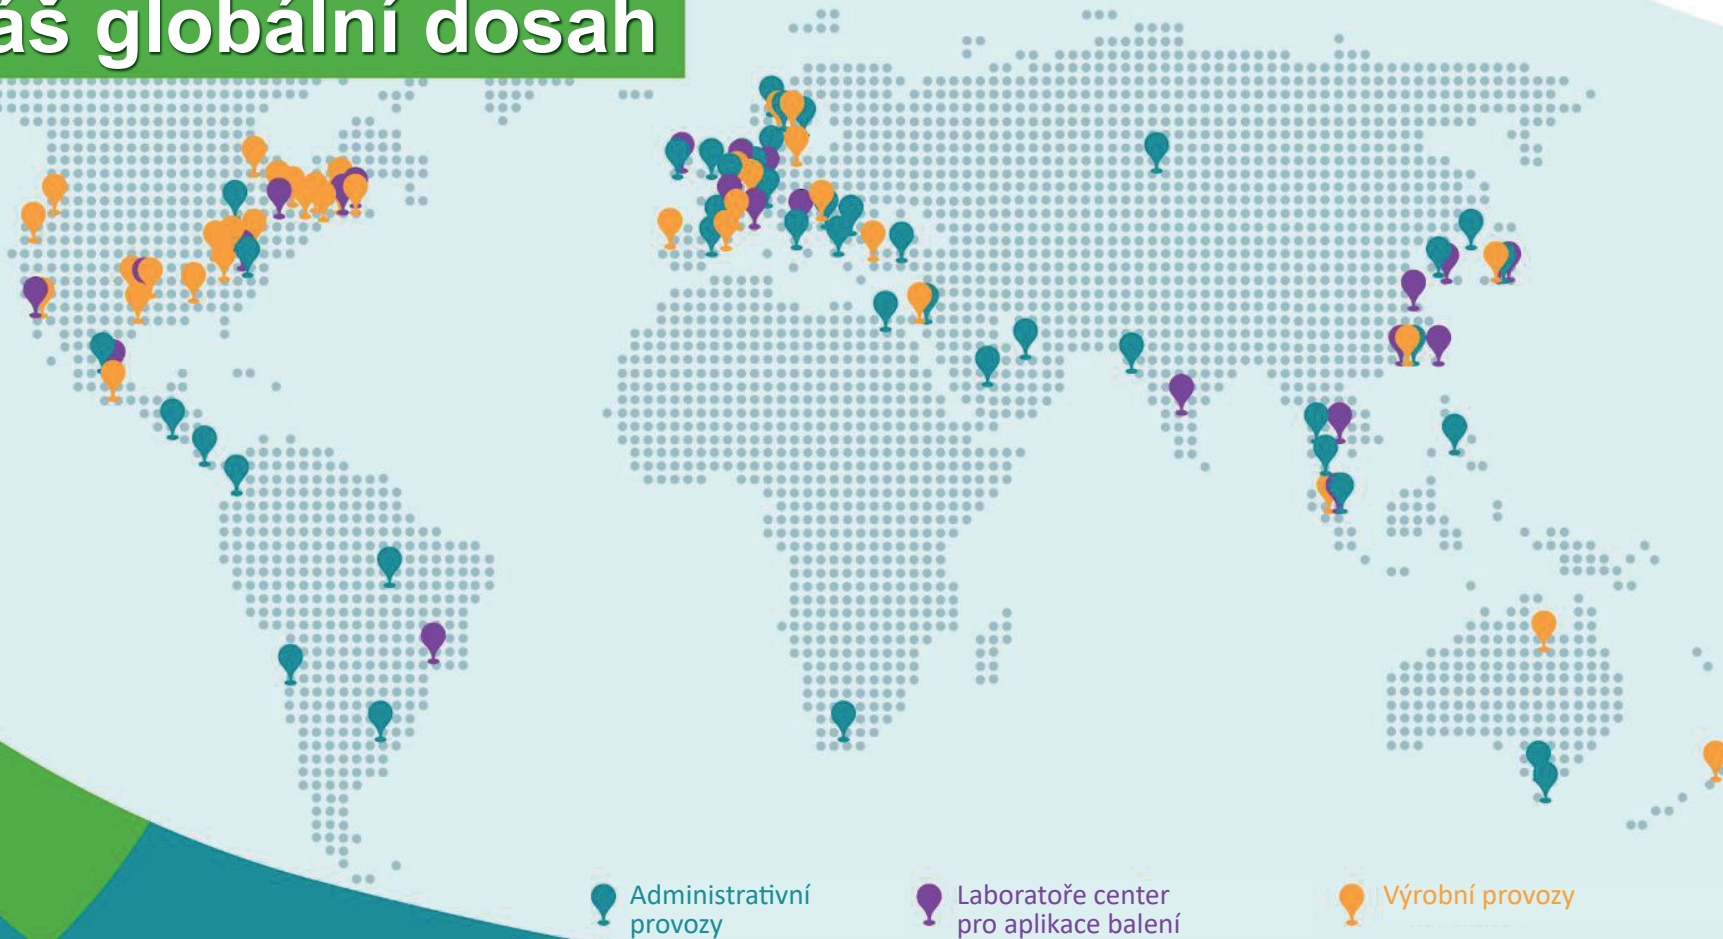 áš globální dosah
Administrativní
provozy
Laboratoře center
pro aplikace balení
Výrobní provozy